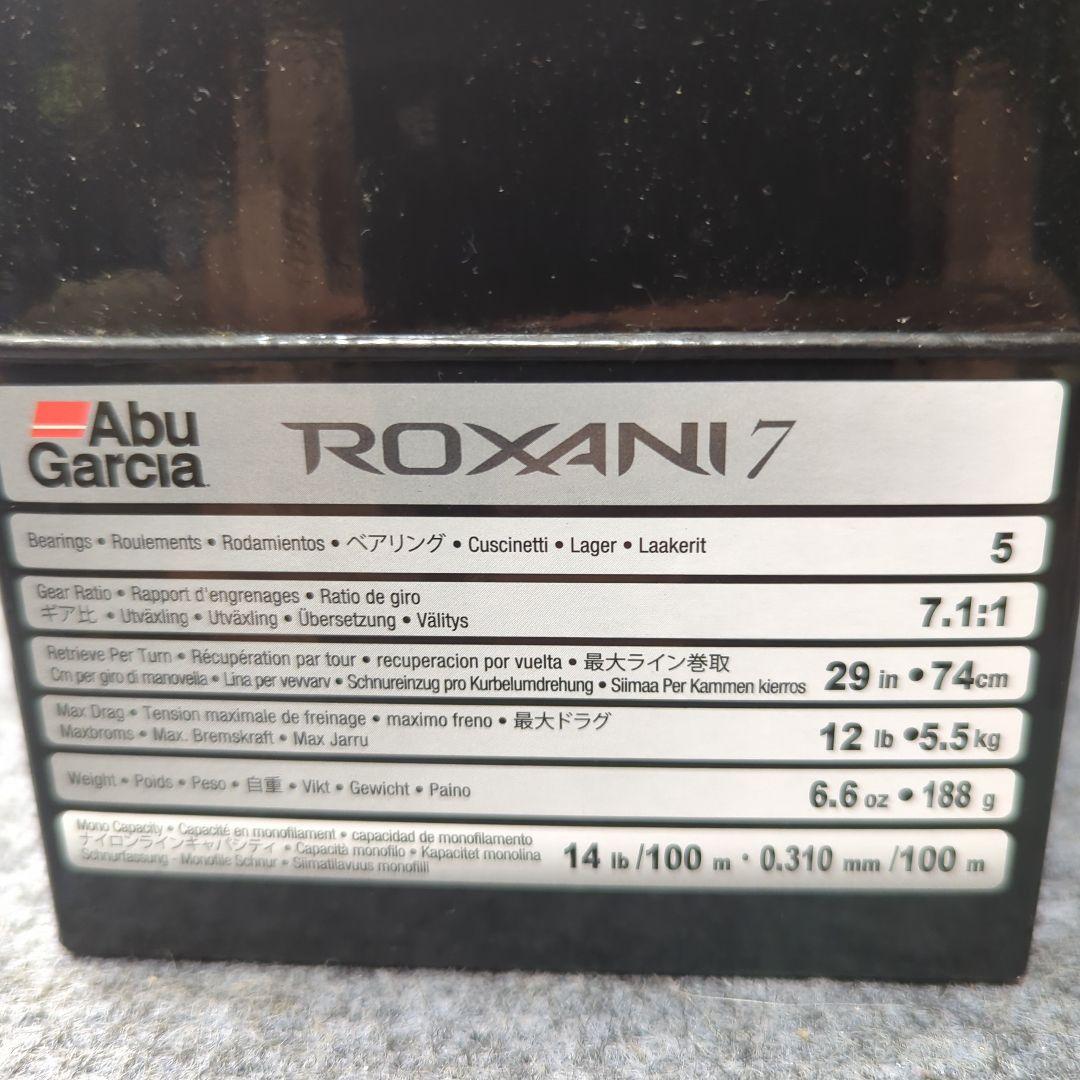 Abu
Garcia
ROXANI 7
Bearings • Roulements • Rodamientos • ベアリング • Cuscinetti • Lager • Laakerit
5
Gear Ratio • Rapport d'engrenages • Ratio de giro
ギア比 • Utväxling • Utväxling • Übersetzung • Välitys
7.1:1
Retrieve Per Turn • Récupération par tour • recuperacion por vuelta • 最大ライン巻取
Cm per giro di manovella • Lina per vevvarv • Schnureinzug pro Kurbelumdrehung • Siimaa Per Kammen kierros
29 in • 74cm
Max Drag • Tension maximale de freinage • maximo freno • 最大ドラグ
Maxbroms • Max. Bremskraft • Max Jarru
12 lb •5.5kg
Weight • Poids • Peso • 自重 • Vikt • Gewicht • Paino
6.6 oz • 188 g
Mono Capacity • Capacité en monofilament • capacidad de monofilamento
ナイロンラインキャパシティ • Capacità monofilo • Kapacitet monolina
Schnurfassung - Monofile Schnur • Siimatilavuus monofiili
14 lb /100 m · 0.310 mm /100 m